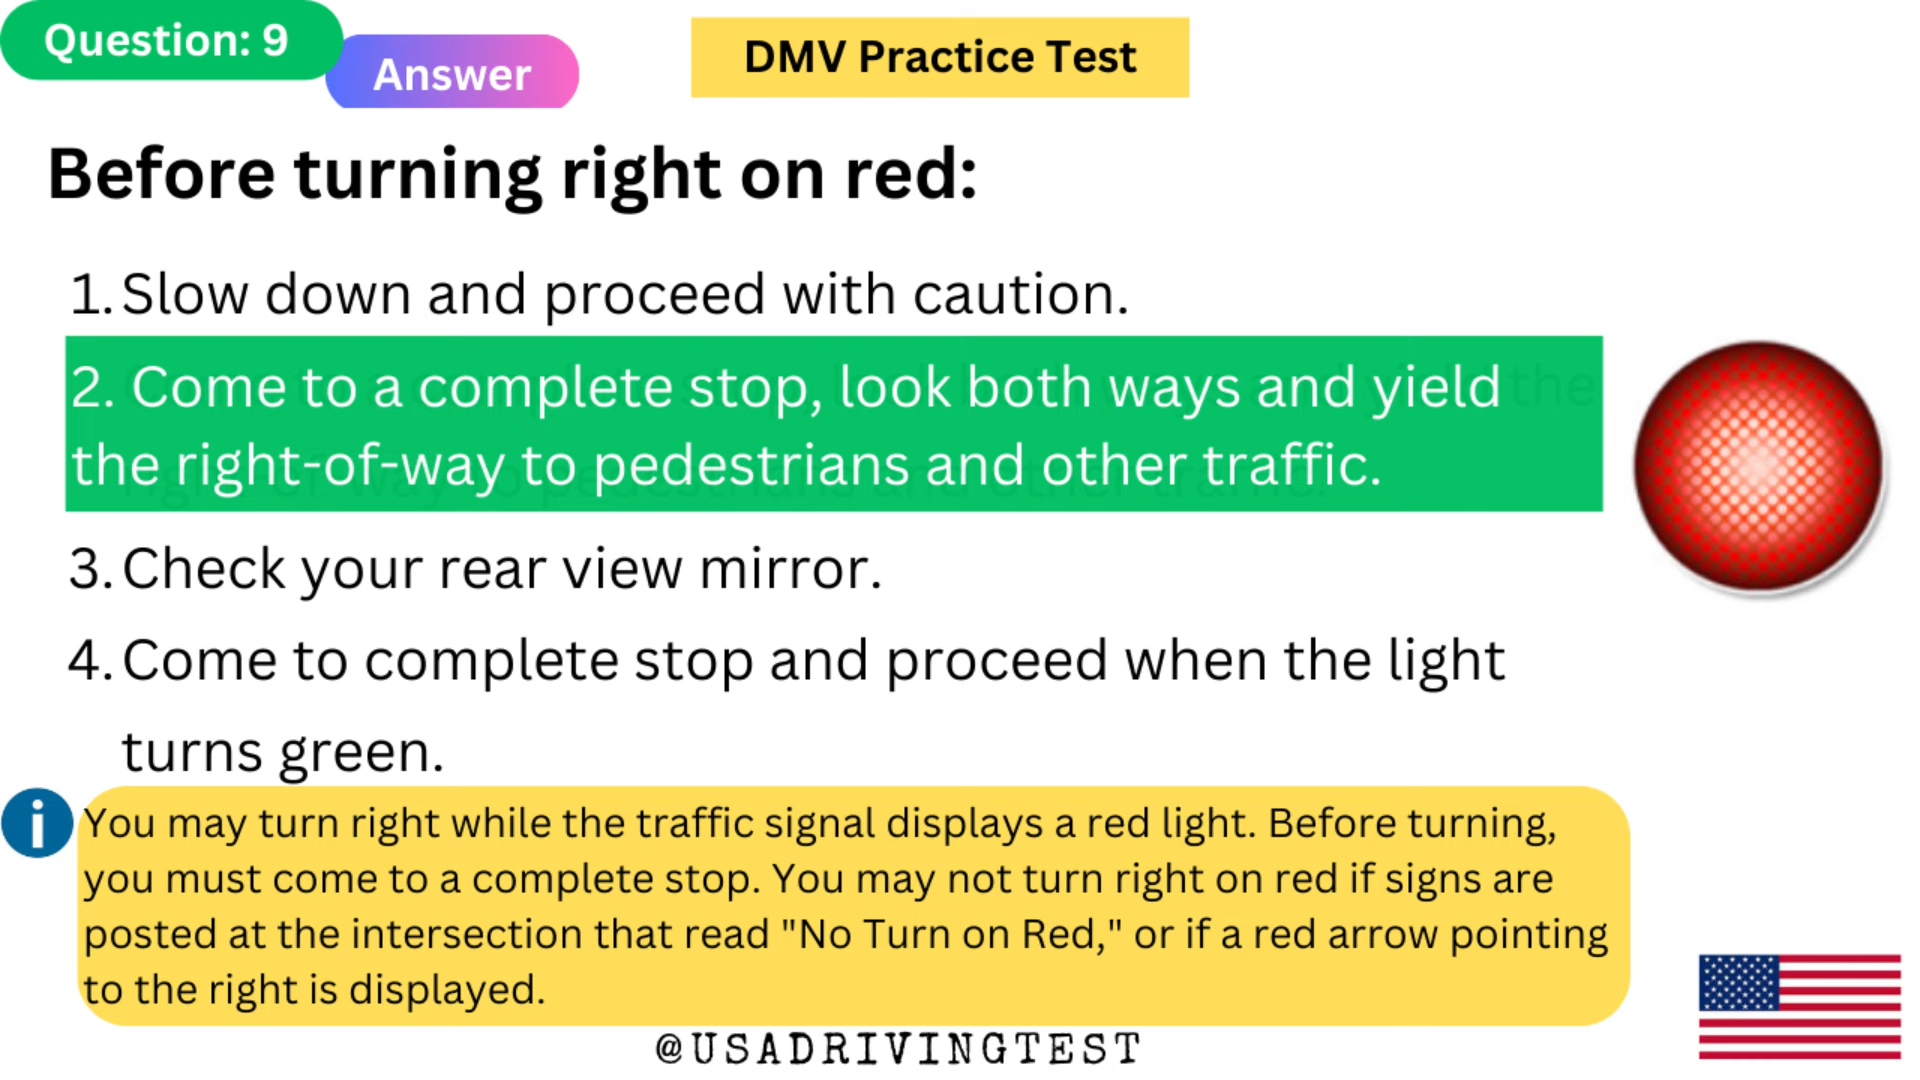 Question: 9
Answer
DMV Practice Test
Before turning right on red:
1. Slow down and proceed with caution.
2. Come to a complete stop, look both ways and yield
the right-of-way to pedestrians and other traffic.
3. Check your rear view mirror.
4. Come to complete stop and proceed when the light
turns green.
i
You may turn right while the traffic signal displays a red light. Before turning,
you must come to a complete stop. You may not turn right on red if signs are
posted at the intersection that read "No Turn on Red," or if a red arrow pointing
to the right is displayed.
@USADRIVINGTEST